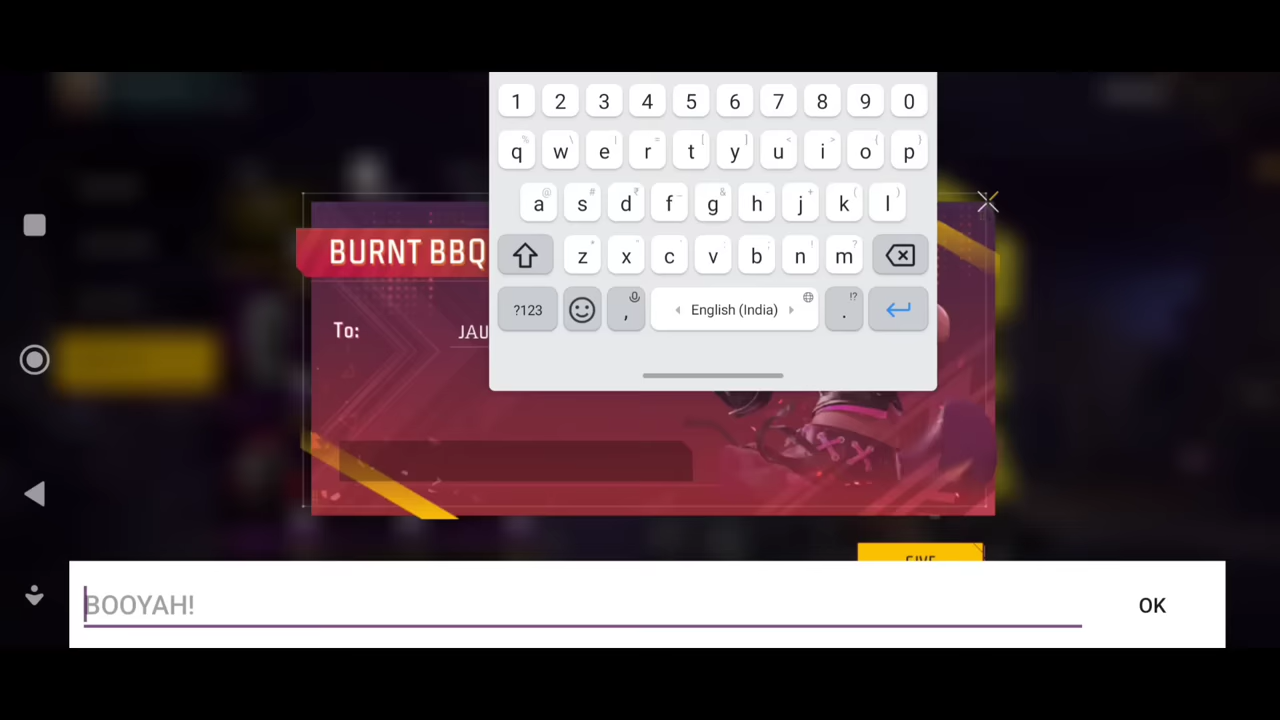 1 2 3 4 5 6 7 8 9 0
% \ | = [ ] < > { }
q w e r t y u i o p
@ # ₹ _ & - + ( )
a s d f g h j k l
BURNT BBQ
z x c v b n m
?123 , English (India) !? .
To: JAU
GIVE
BOOYAH! OK